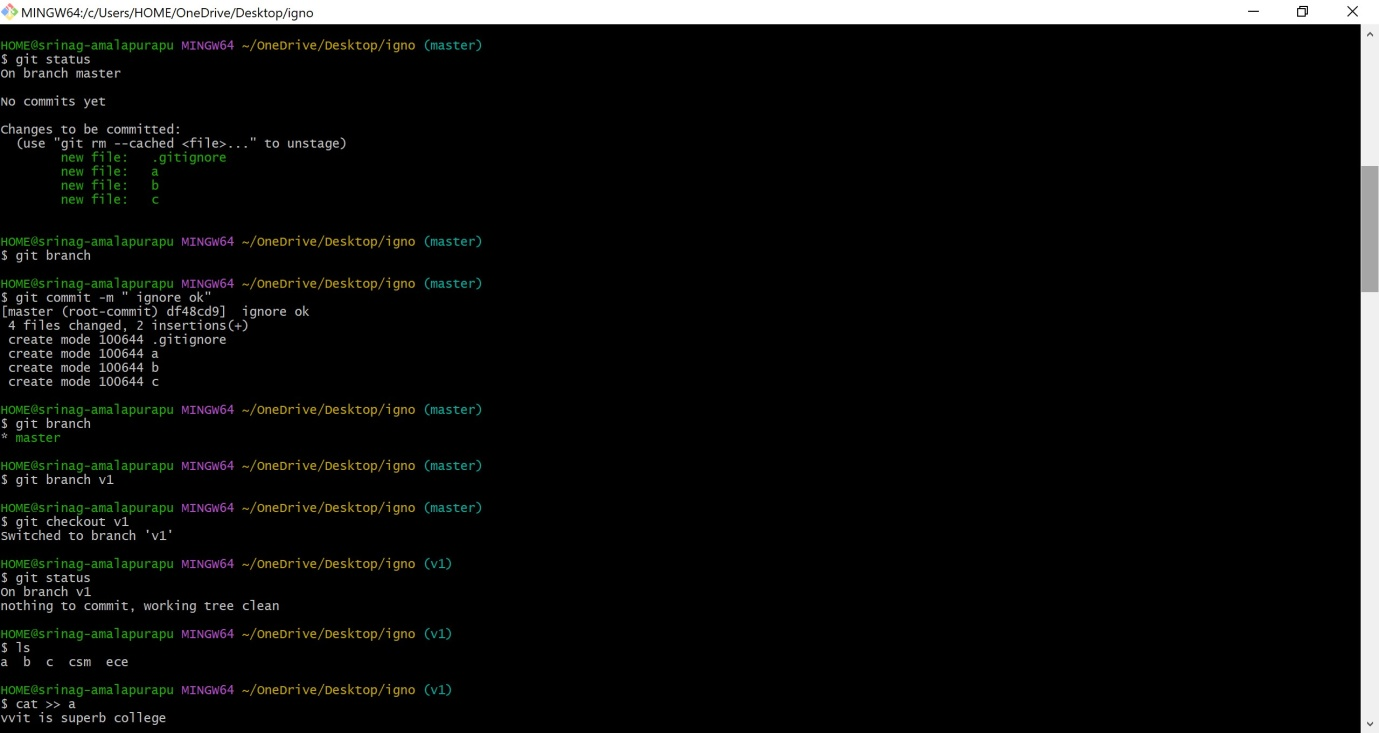 MINGW64:/c/Users/HOME/OneDrive/Desktop/igno
HOME@srinag-amalapurapu MINGW64 ~/OneDrive/Desktop/igno (master)
$ git status
On branch master
No commits yet
Changes to be committed:
  (use "git rm --cached <file>..." to unstage)
        new file:   .gitignore
        new file:   a
        new file:   b
        new file:   c
HOME@srinag-amalapurapu MINGW64 ~/OneDrive/Desktop/igno (master)
$ git branch
HOME@srinag-amalapurapu MINGW64 ~/OneDrive/Desktop/igno (master)
$ git commit -m " ignore ok"
[master (root-commit) df48cd9]  ignore ok
 4 files changed, 2 insertions(+)
 create mode 100644 .gitignore
 create mode 100644 a
 create mode 100644 b
 create mode 100644 c
HOME@srinag-amalapurapu MINGW64 ~/OneDrive/Desktop/igno (master)
$ git branch
* master
HOME@srinag-amalapurapu MINGW64 ~/OneDrive/Desktop/igno (master)
$ git branch v1
HOME@srinag-amalapurapu MINGW64 ~/OneDrive/Desktop/igno (master)
$ git checkout v1
Switched to branch 'v1'
HOME@srinag-amalapurapu MINGW64 ~/OneDrive/Desktop/igno (v1)
$ git status
On branch v1
nothing to commit, working tree clean
HOME@srinag-amalapurapu MINGW64 ~/OneDrive/Desktop/igno (v1)
$ ls
a  b  c  csm  ece
HOME@srinag-amalapurapu MINGW64 ~/OneDrive/Desktop/igno (v1)
$ cat >> a
vvit is superb college